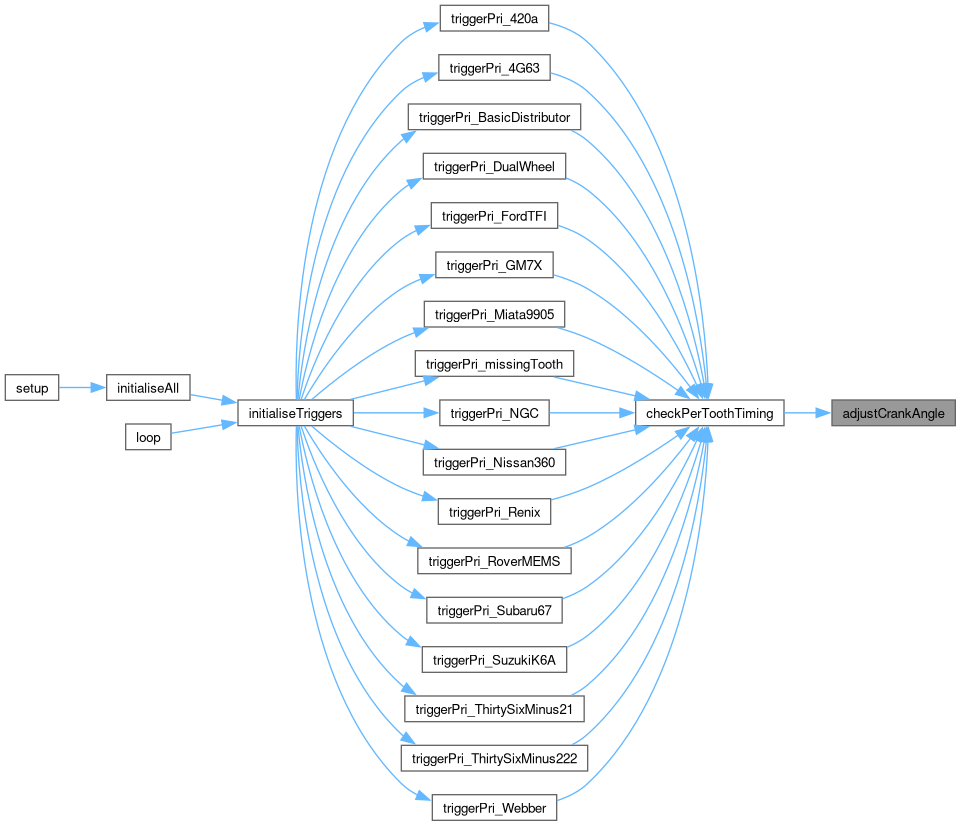 triggerPri_420a
triggerPri_4G63
triggerPri_BasicDistributor
triggerPri_DualWheel
triggerPri_FordTFI
triggerPri_GM7X
triggerPri_Miata9905
triggerPri_missingTooth
setup
initialiseAll
initialiseTriggers
triggerPri_NGC
checkPerToothTiming
adjustCrankAngle
loop
triggerPri_Nissan360
triggerPri_Renix
triggerPri_RoverMEMS
triggerPri_Subaru67
triggerPri_SuzukiK6A
triggerPri_ThirtySixMinus21
triggerPri_ThirtySixMinus222
triggerPri_Webber